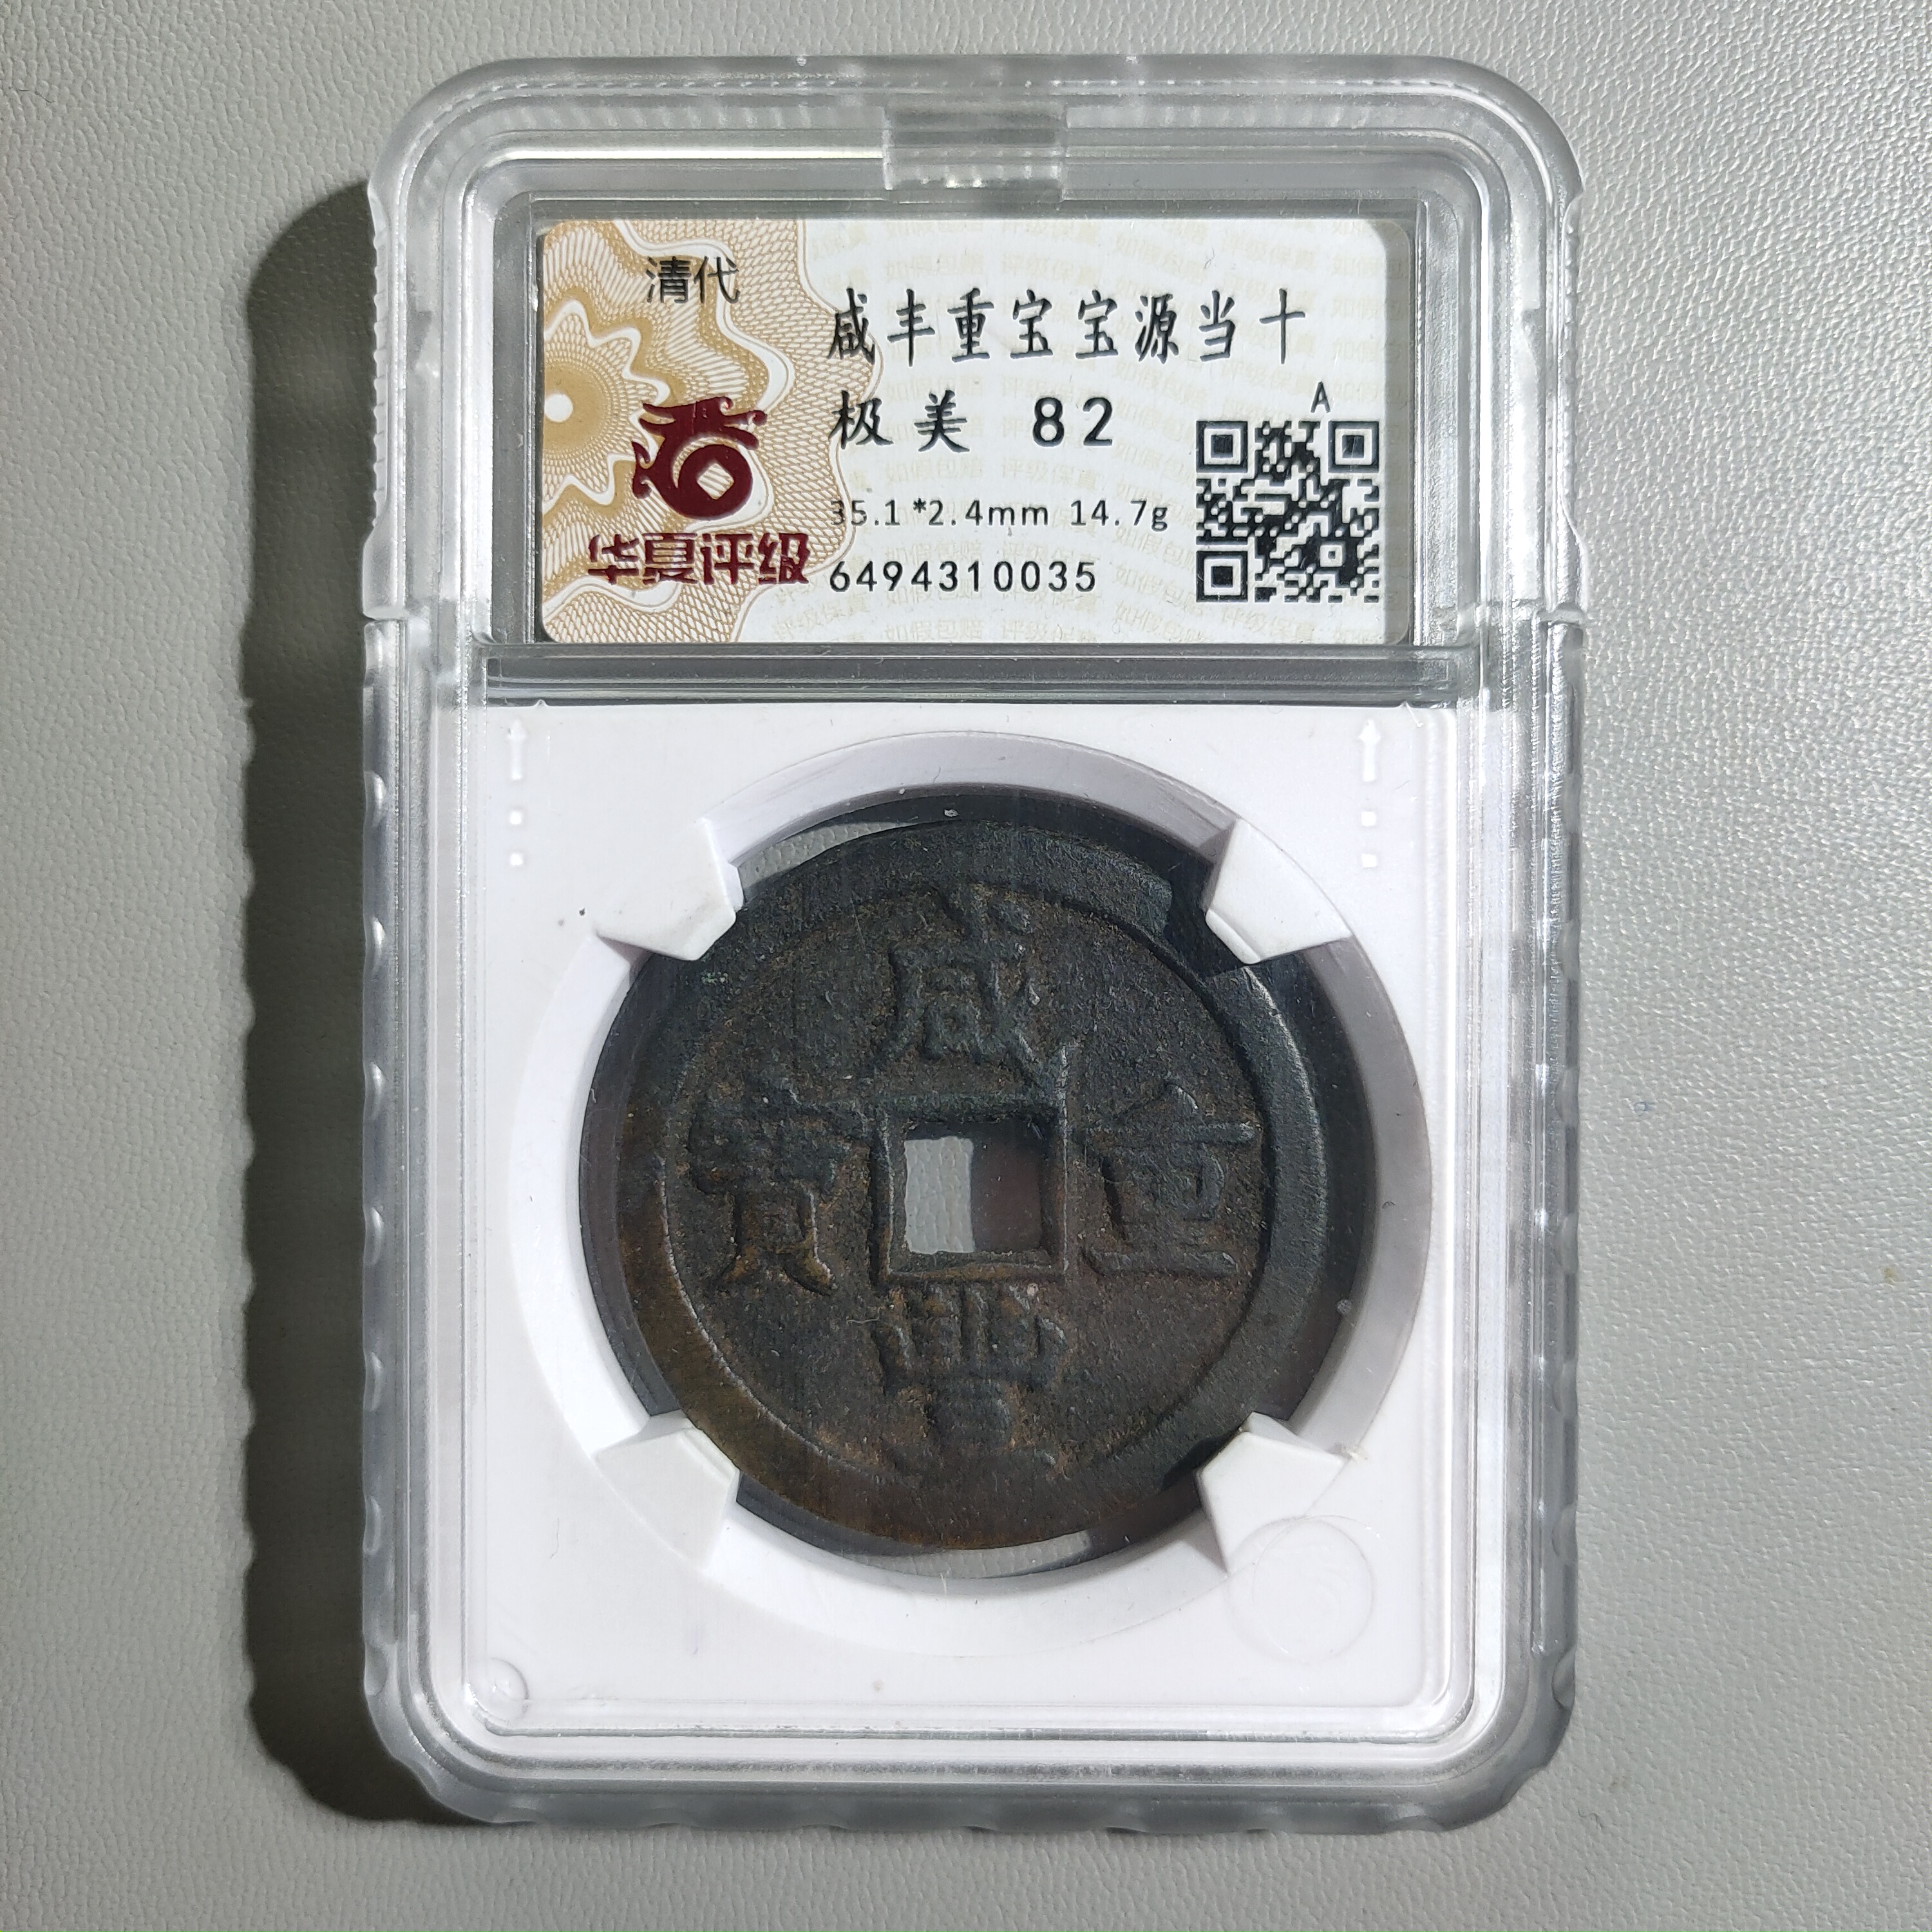 清代
华夏评级
咸丰重宝宝源当十
极美 82
A
35.1*2.4mm 14.7g
6494310035
咸
豐
重
寶